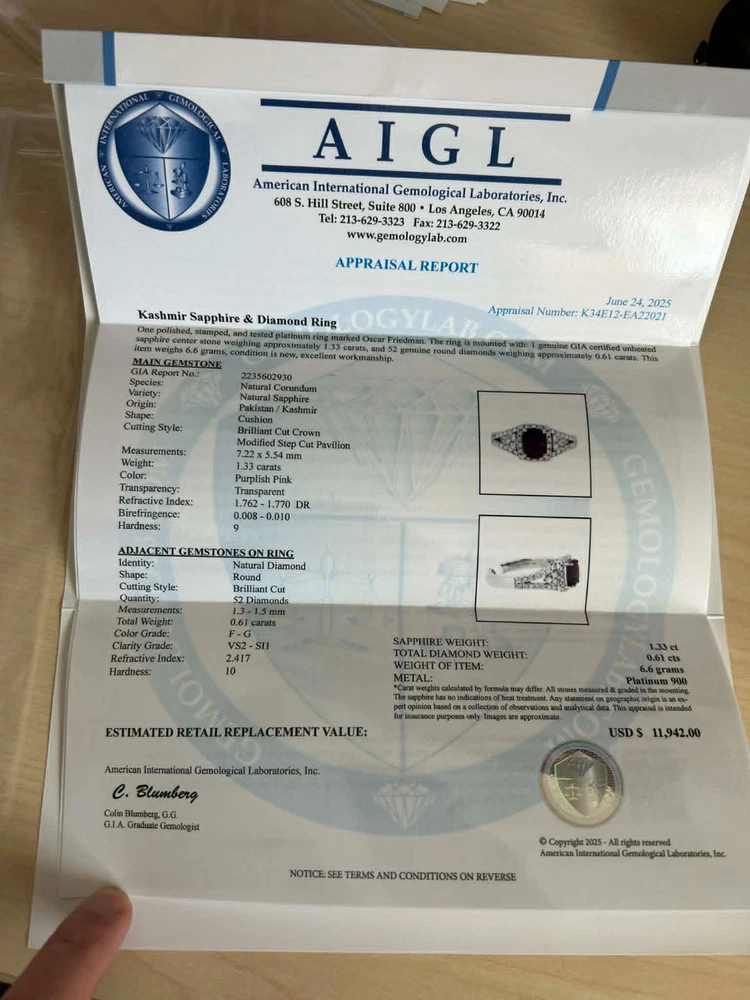 AMERICAN INTERNATIONAL GEMOLOGICAL LABORATORIES
AIGL
American International Gemological Laboratories, Inc.
608 S. Hill Street, Suite 800 • Los Angeles, CA 90014
Tel: 213-629-3323 Fax: 213-629-3322
www.gemologylab.com
APPRAISAL REPORT
June 24, 2025
Appraisal Number: K34E12-EA22021
Kashmir Sapphire & Diamond Ring
One polished, stamped, and tested platinum ring marked Oscar Friedman. The ring is mounted with: 1 genuine GIA certified unheated
sapphire center stone weighing approximately 1.33 carats, and 52 genuine round diamonds weighing approximately 0.61 carats. This
item weighs 6.6 grams, condition is new, excellent workmanship.
MAIN GEMSTONE
GIA Report No.: 2235602930
Species: Natural Corundum
Variety: Natural Sapphire
Origin: Pakistan / Kashmir
Shape: Cushion
Cutting Style: Brilliant Cut Crown
Modified Step Cut Pavilion
Measurements: 7.22 x 5.54 mm
Weight: 1.33 carats
Color: Purplish Pink
Transparency: Transparent
Refractive Index: 1.762 - 1.770 DR
Birefringence: 0.008 - 0.010
Hardness: 9
ADJACENT GEMSTONES ON RING
Identity: Natural Diamond
Shape: Round
Cutting Style: Brilliant Cut
Quantity: 52 Diamonds
Measurements: 1.3 - 1.5 mm
Total Weight: 0.61 carats
Color Grade: F - G
Clarity Grade: VS2 - SI1
Refractive Index: 2.417
Hardness: 10
SAPPHIRE WEIGHT: 1.33 ct
TOTAL DIAMOND WEIGHT: 0.61 cts
WEIGHT OF ITEM: 6.6 grams
METAL: Platinum 900
*Carat weights calculated by formula may differ. All stones measured & graded in the mounting.
The sapphire has no indications of heat treatment. Any statement on geographic origin is an ex-
pert opinion based on a collection of observations and analytical data. This appraisal is intended
for insurance purposes only. Images are approximate.
ESTIMATED RETAIL REPLACEMENT VALUE: USD $ 11,942.00
American International Gemological Laboratories, Inc.
C. Blumberg
Colin Blumberg, G.G.
G.I.A. Graduate Gemologist
© Copyright 2025 - All rights reserved
American International Gemological Laboratories, Inc.
NOTICE: SEE TERMS AND CONDITIONS ON REVERSE